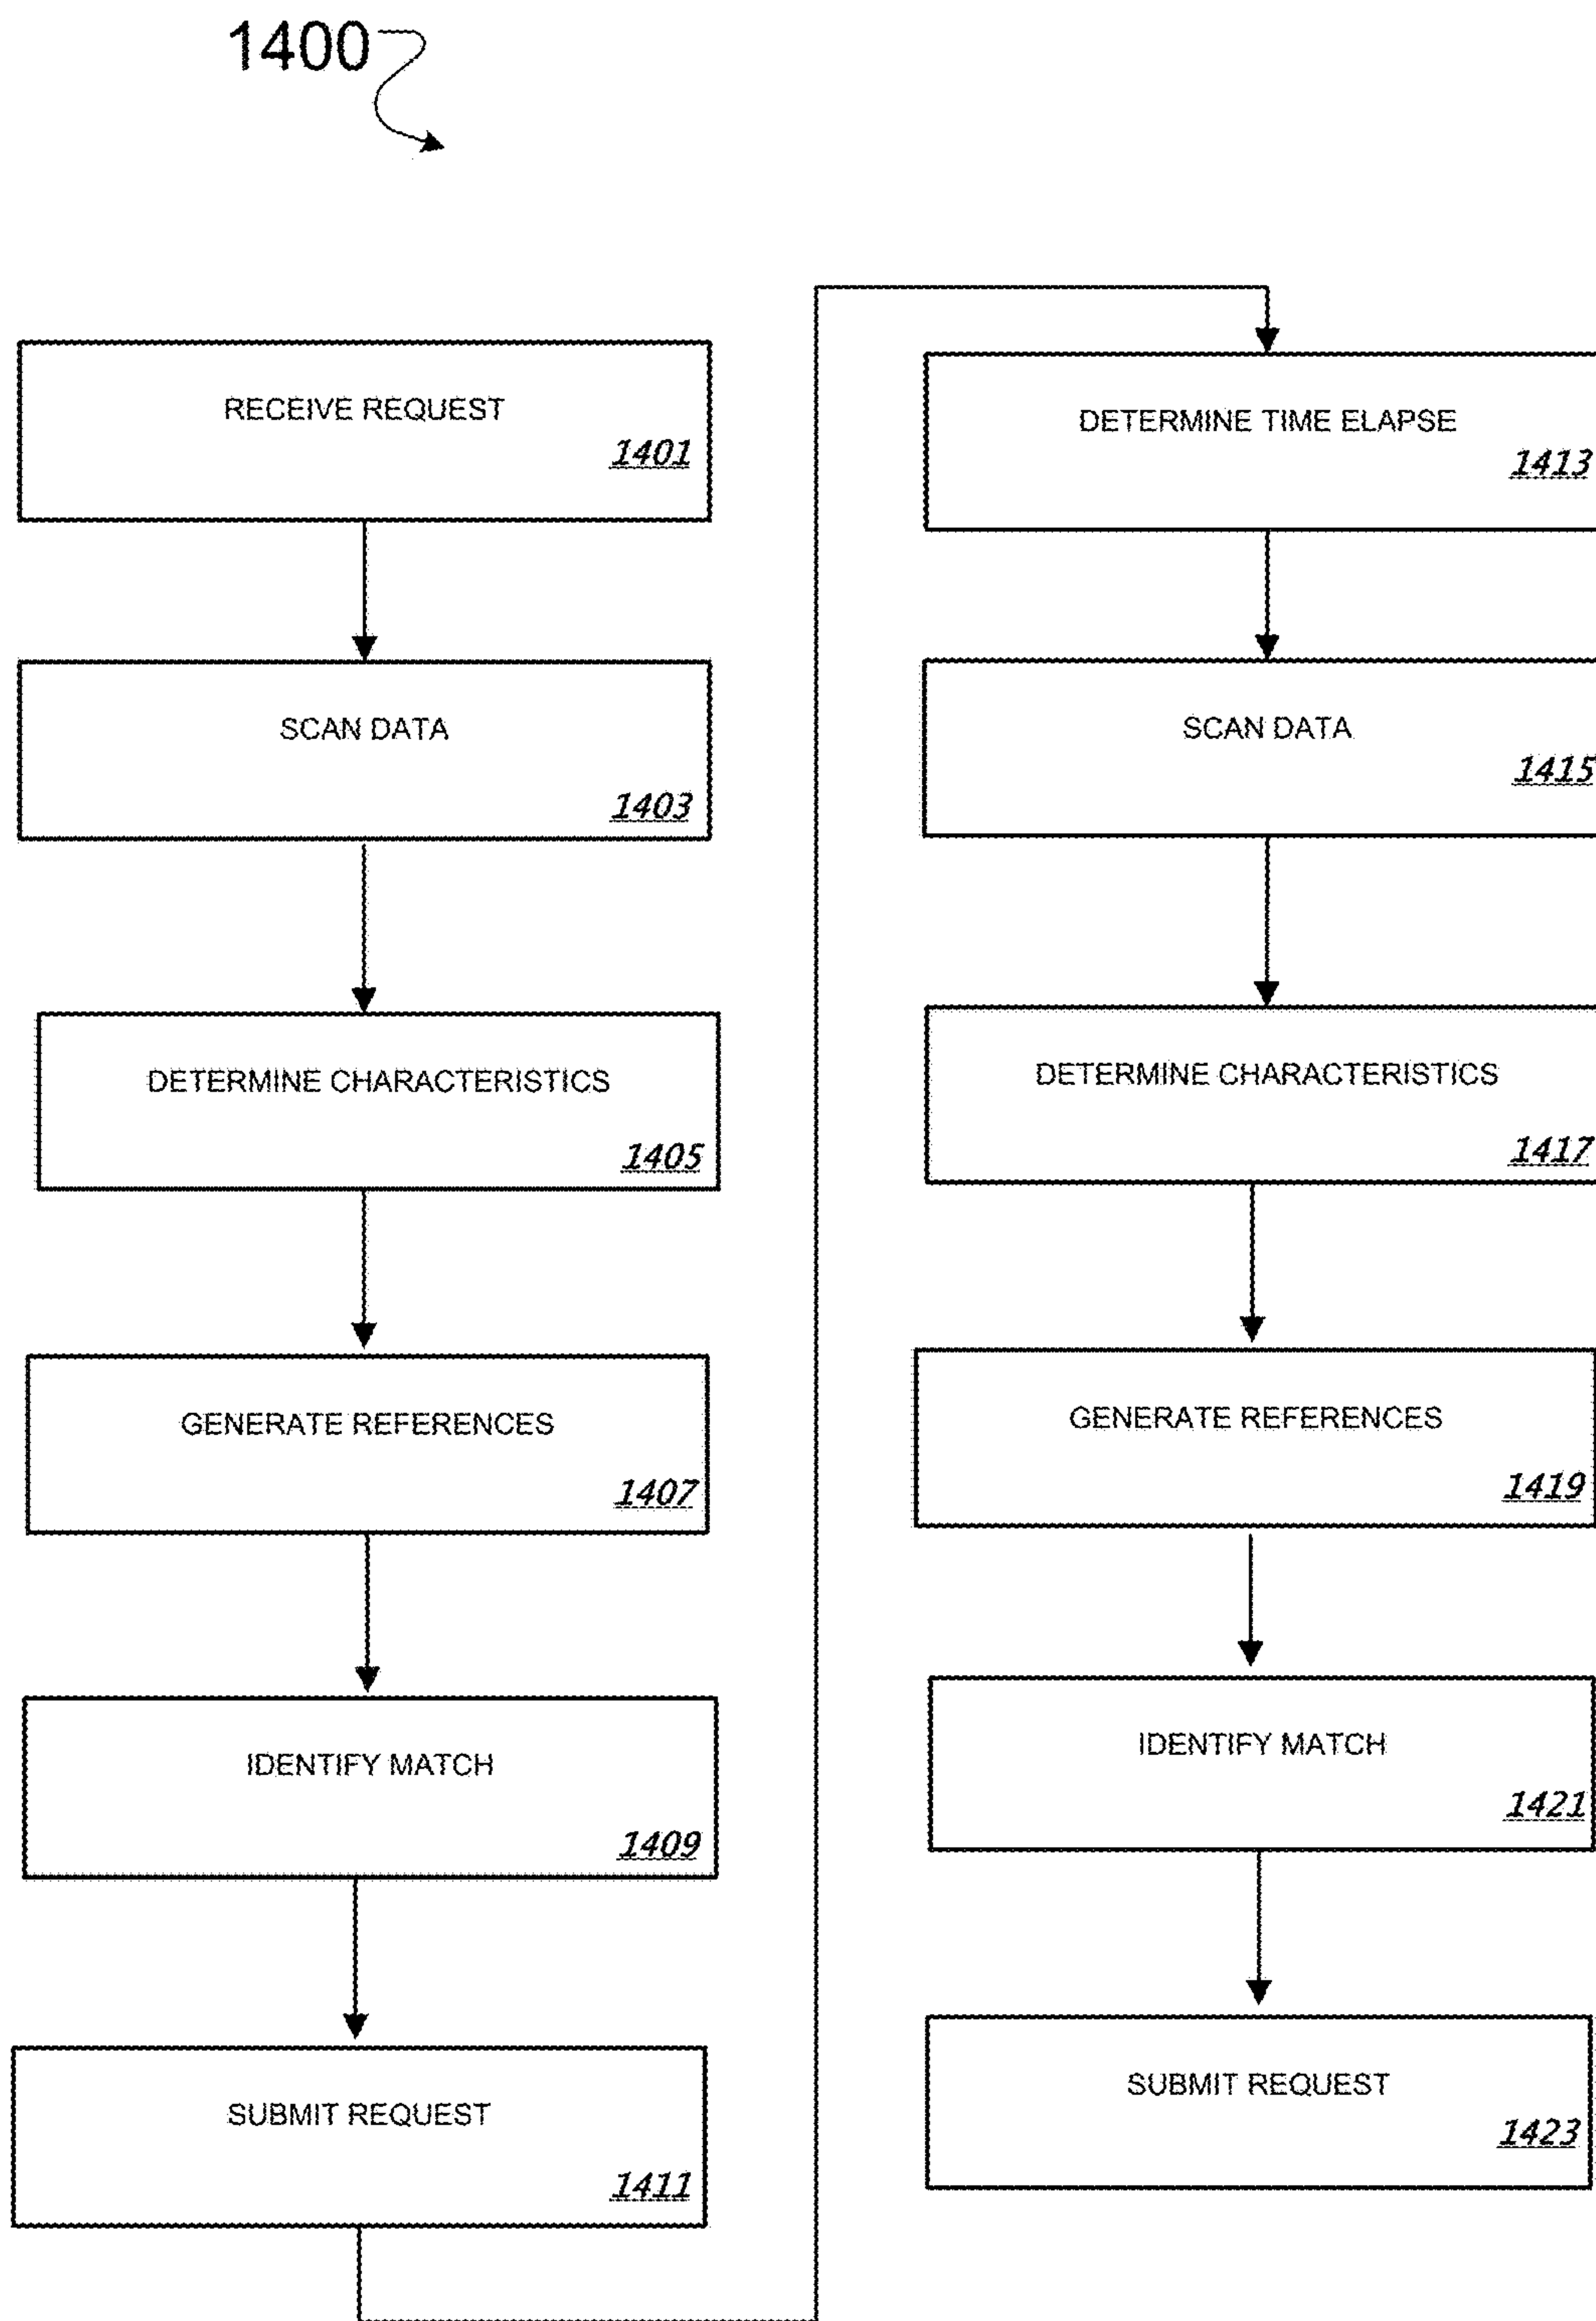 1400
RECEIVE REQUEST
1401
SCAN DATA
1403
DETERMINE CHARACTERISTICS
1405
GENERATE REFERENCES
1407
IDENTIFY MATCH
1409
SUBMIT REQUEST
1411
DETERMINE TIME ELAPSE
1413
SCAN DATA
1415
DETERMINE CHARACTERISTICS
1417
GENERATE REFERENCES
1419
IDENTIFY MATCH
1421
SUBMIT REQUEST
1423